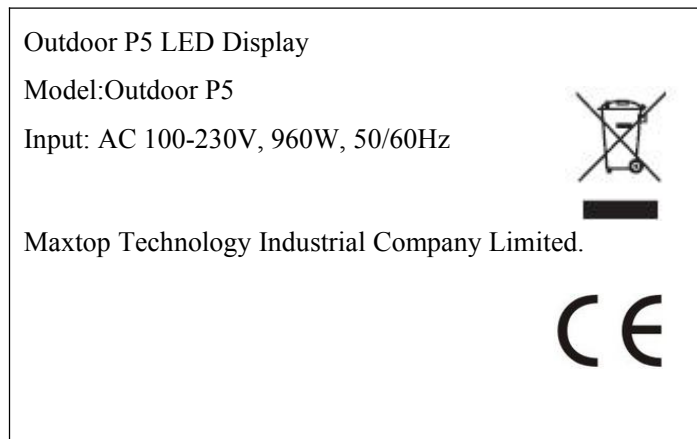 Outdoor P5 LED Display
Model:Outdoor P5
Input: AC 100-230V, 960W, 50/60Hz
Maxtop Technology Industrial Company Limited.
CE